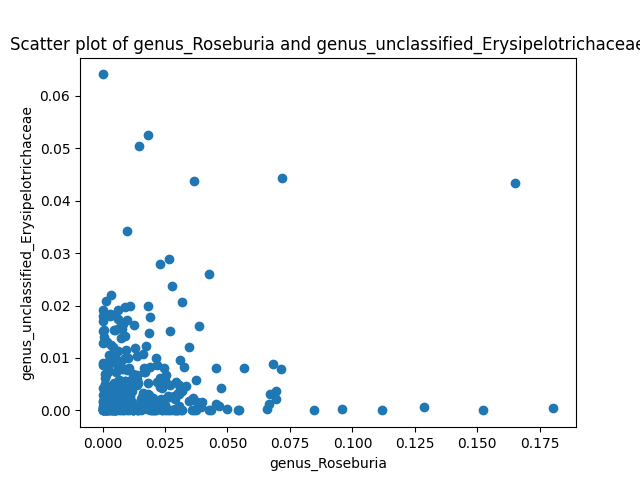 Scatter plot of genus_Roseburia and genus_unclassified_Erysipelotrichaceae
0.06
0.05
0.04
0.03
0.02
0.01
0.00
genus_unclassified_Erysipelotrichaceae
0.000 0.025 0.050 0.075 0.100 0.125 0.150 0.175
genus_Roseburia